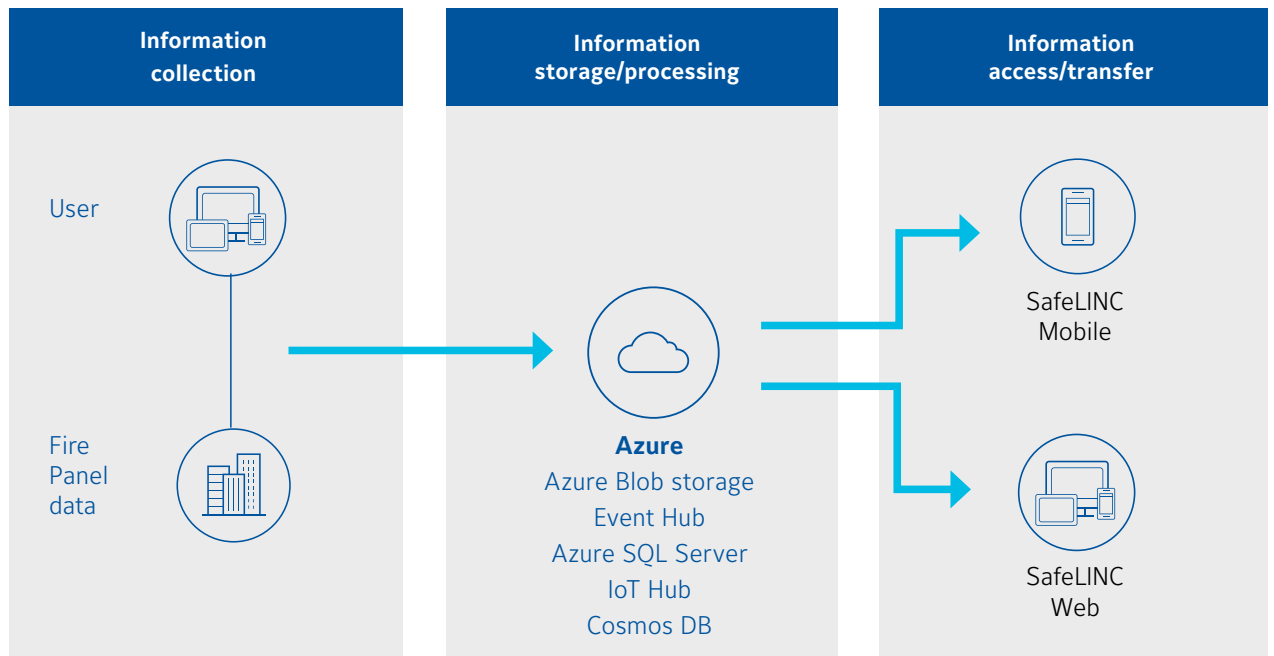 Information
collection
Information
storage/processing
Information
access/transfer
User
Fire
Panel
data
Azure
Azure Blob storage
Event Hub
Azure SQL Server
IoT Hub
Cosmos DB
SafeLINC
Mobile
SafeLINC
Web